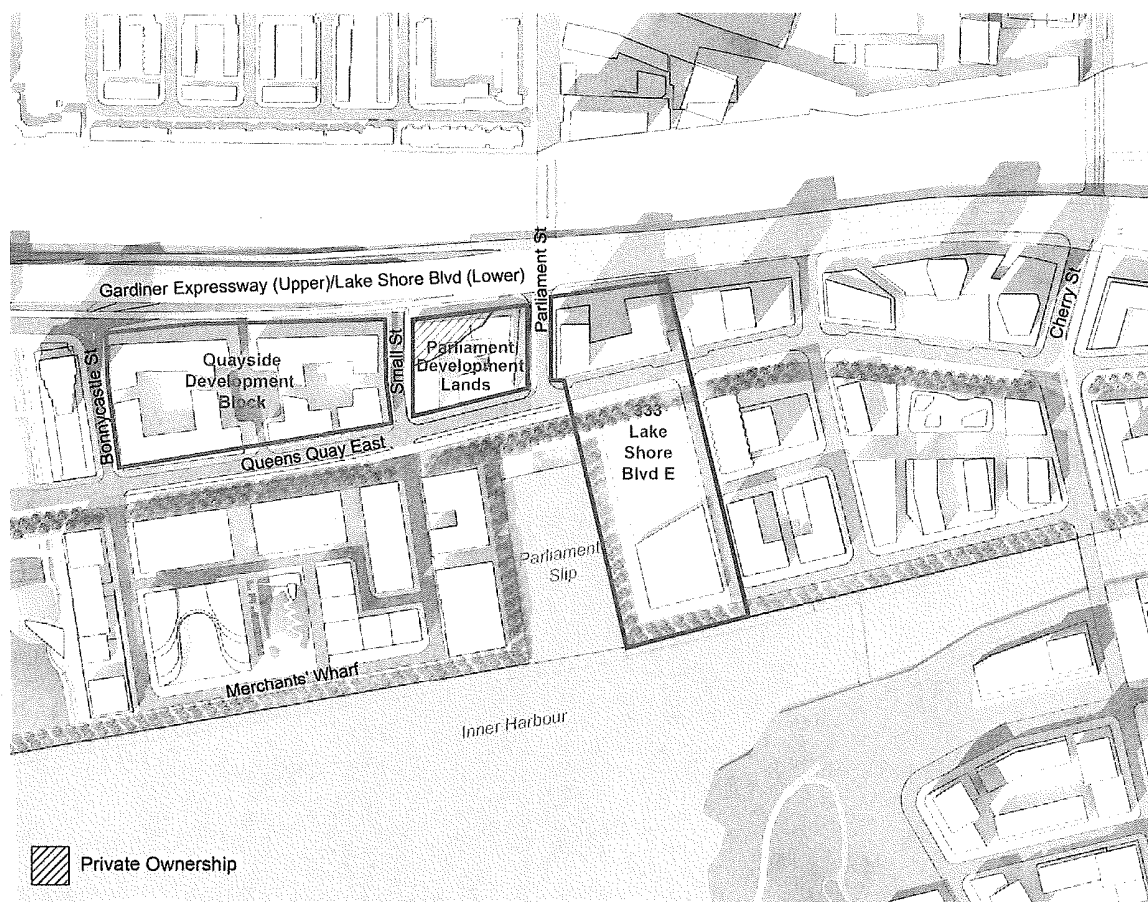 Gardiner Expressway (Upper)/Lake Shore Blvd (Lower)
Parliament St
Cherry St
Bonnycastle St
Quayside
Development
Block
Small St
Parliament
Development
Lands
Queens Quay East
333
Lake
Shore
Blvd E
Parliament
Slip
Merchants' Wharf
Inner Harbour
Private Ownership